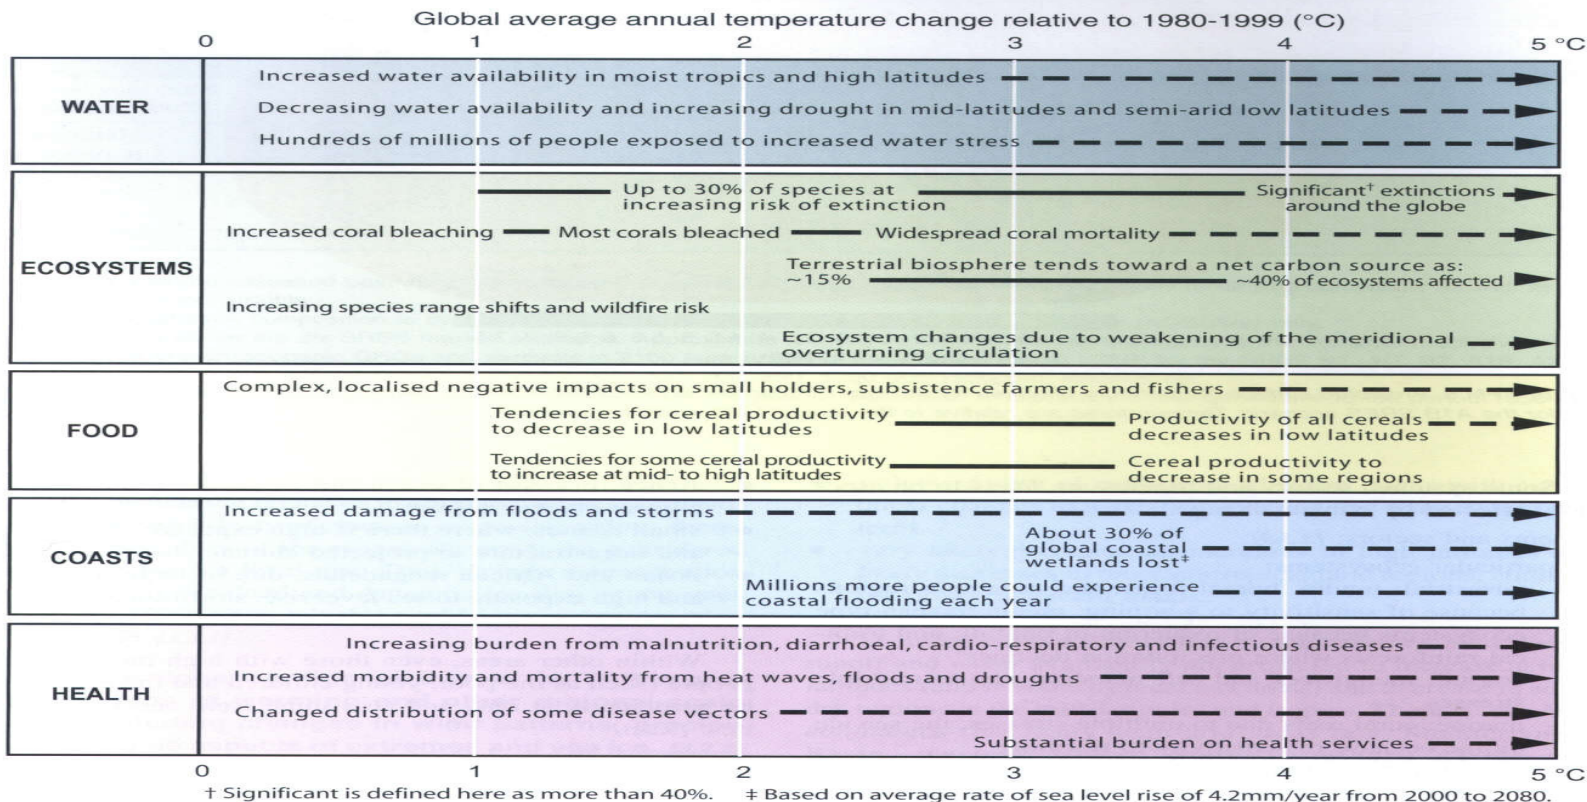 Global average annual temperature change relative to 1980-1999 (°C)
0 1 2 3 4 5 °C
WATER
Increased water availability in moist tropics and high latitudes
Decreasing water availability and increasing drought in mid-latitudes and semi-arid low latitudes
Hundreds of millions of people exposed to increased water stress
ECOSYSTEMS
Up to 30% of species at
increasing risk of extinction
Significant† extinctions
around the globe
Increased coral bleaching Most corals bleached Widespread coral mortality
Terrestrial biosphere tends toward a net carbon source as:
~15% ~40% of ecosystems affected
Increasing species range shifts and wildfire risk
Ecosystem changes due to weakening of the meridional
overturning circulation
FOOD
Complex, localised negative impacts on small holders, subsistence farmers and fishers
Tendencies for cereal productivity
to decrease in low latitudes
Productivity of all cereals
decreases in low latitudes
Tendencies for some cereal productivity
to increase at mid- to high latitudes
Cereal productivity to
decrease in some regions
COASTS
Increased damage from floods and storms
About 30% of
global coastal
wetlands lost‡
Millions more people could experience
coastal flooding each year
HEALTH
Increasing burden from malnutrition, diarrhoeal, cardio-respiratory and infectious diseases
Increased morbidity and mortality from heat waves, floods and droughts
Changed distribution of some disease vectors
Substantial burden on health services
0 1 2 3 4 5 °C
† Significant is defined here as more than 40%. ‡ Based on average rate of sea level rise of 4.2mm/year from 2000 to 2080.